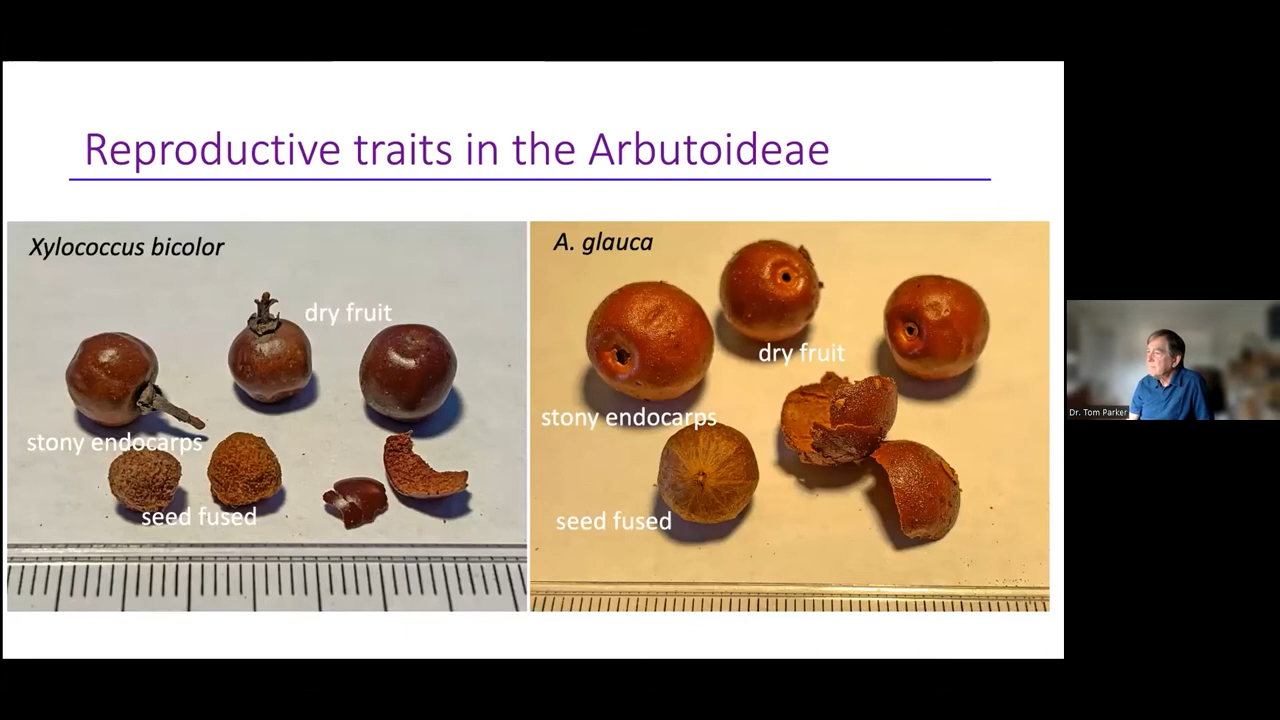 Reproductive traits in the Arbutoideae
Xylococcus bicolor
dry fruit
stony endocarps
seed fused
A. glauca
dry fruit
stony endocarps
seed fused
Dr. Tom Parker